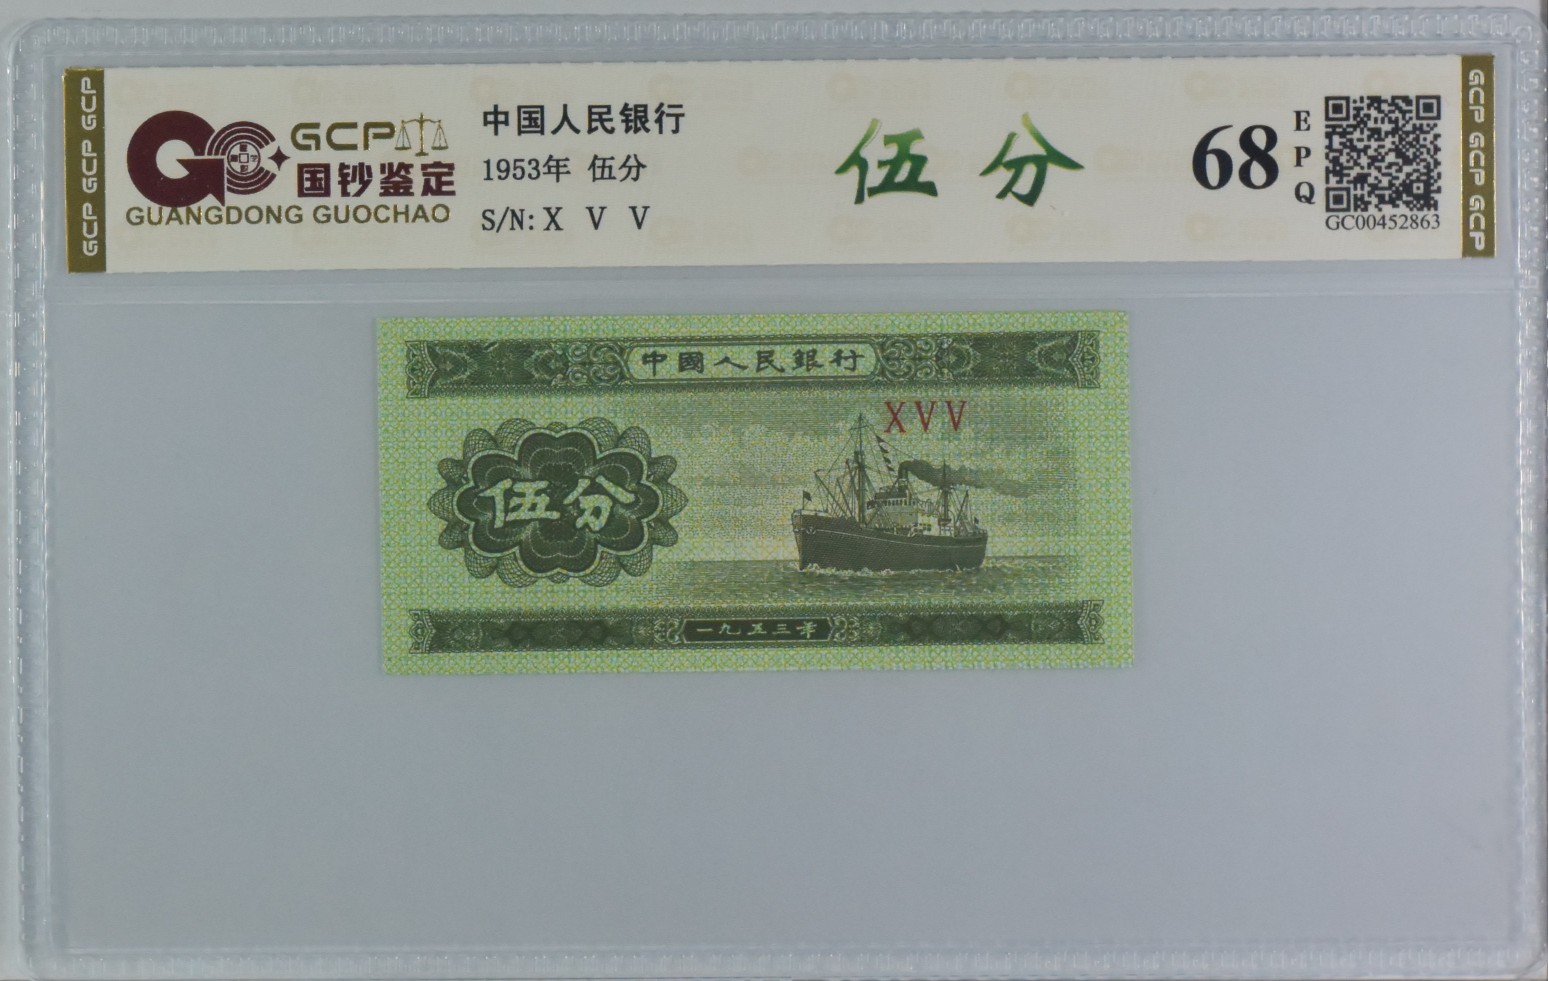 GCP GCP GCP
GCP
国钞鉴定
GUANGDONG GUOCHAO
中国人民银行
1953年 伍分
S/N: X V V
伍分
68
EPQ
GC00452863
GCP GCP GCP
中國人民銀行
XVV
伍分
一九五三年